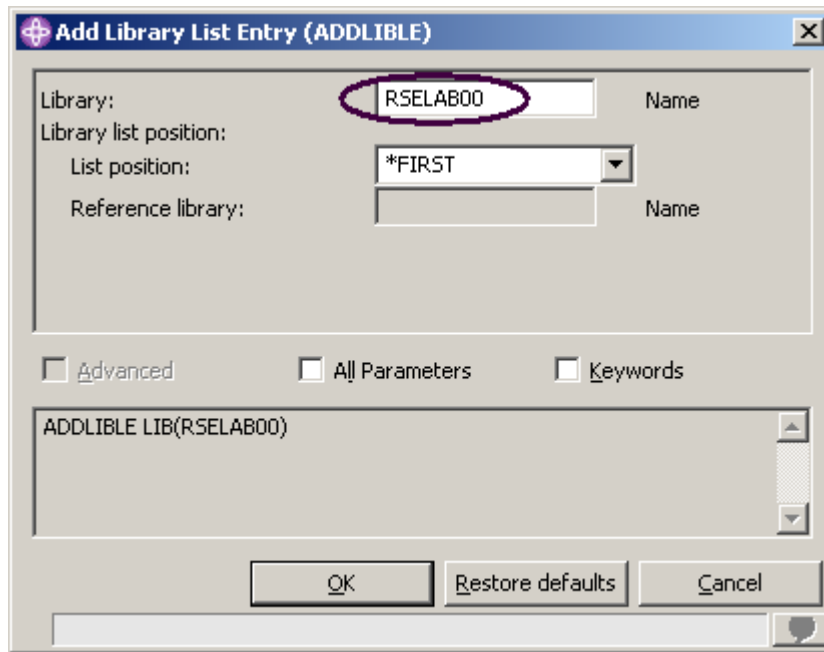 Add Library List Entry (ADDLIBLE)
Library: RSELAB00 Name
Library list position:
List position: *FIRST
Reference library: Name
Advanced All Parameters Keywords
ADDLIBLE LIB(RSELAB00)
OK Restore defaults Cancel